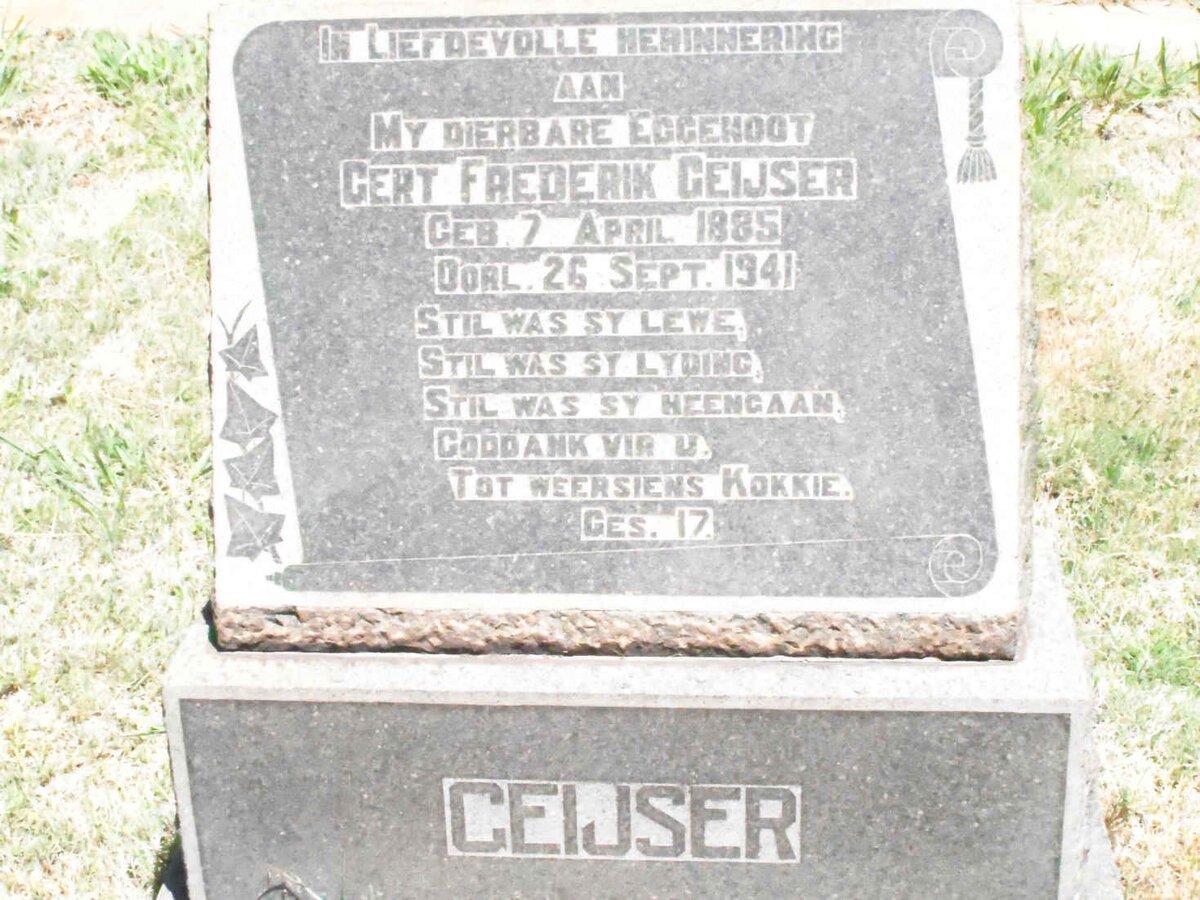 In Liefdevolle herinnering
aan
My dierbare Eggenoot
Gert Frederik Geijser
Geb. 7 April 1885
Oorl. 26 Sept. 1941
Stil was sy lewe,
Stil was sy lyding,
Stil was sy heengaan,
Goddank vir U.
Tot weersiens Kokkie.
Ges. 17.
GEIJSER